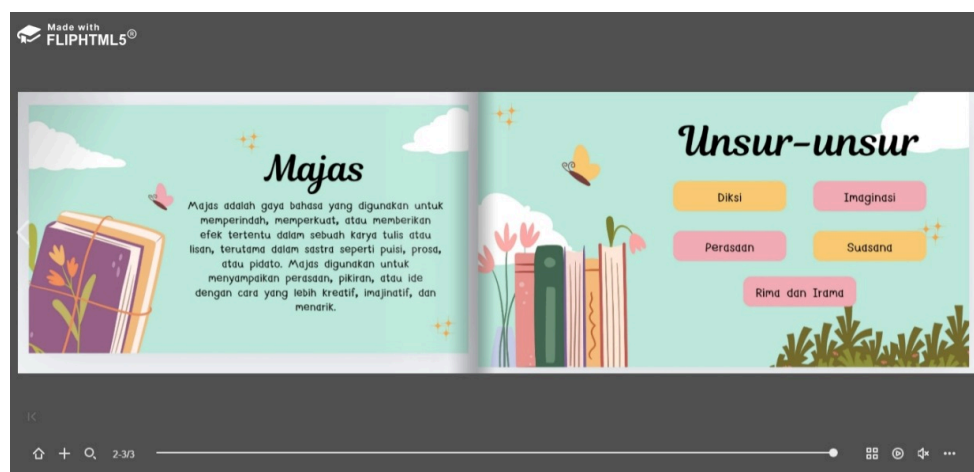 Made with
FLIPHTML5®
Majas
Majas adalah gaya bahasa yang digunakan untuk
memperindah, memperkuat, atau memberikan
efek tertentu dalam sebuah karya tulis atau
lisan, terutama dalam sastra seperti puisi, prosa,
atau pidato. Majas digunakan untuk
menyampaikan perasaan, pikiran, atau ide
dengan cara yang lebih kreatif, imajinatif, dan
menarik.
Unsur-unsur
Diksi
Imaginasi
Perasaan
Suasana
Rima dan Irama
2-3/3